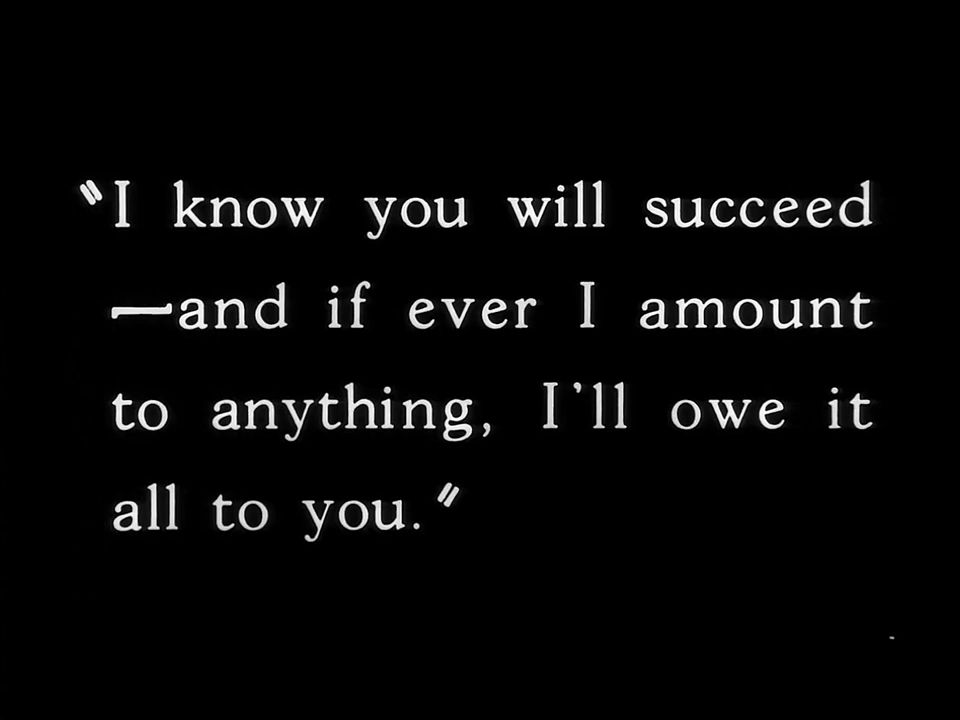 "I know you will succeed
—and if ever I amount
to anything, I'll owe it
all to you."